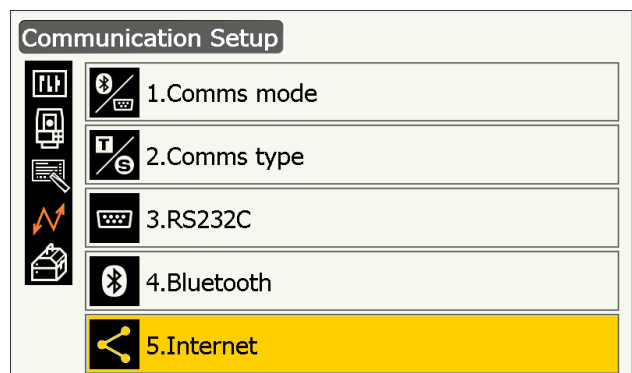 Communication Setup
1.Comms mode
T
S
2.Comms type
3.RS232C
4.Bluetooth
5.Internet